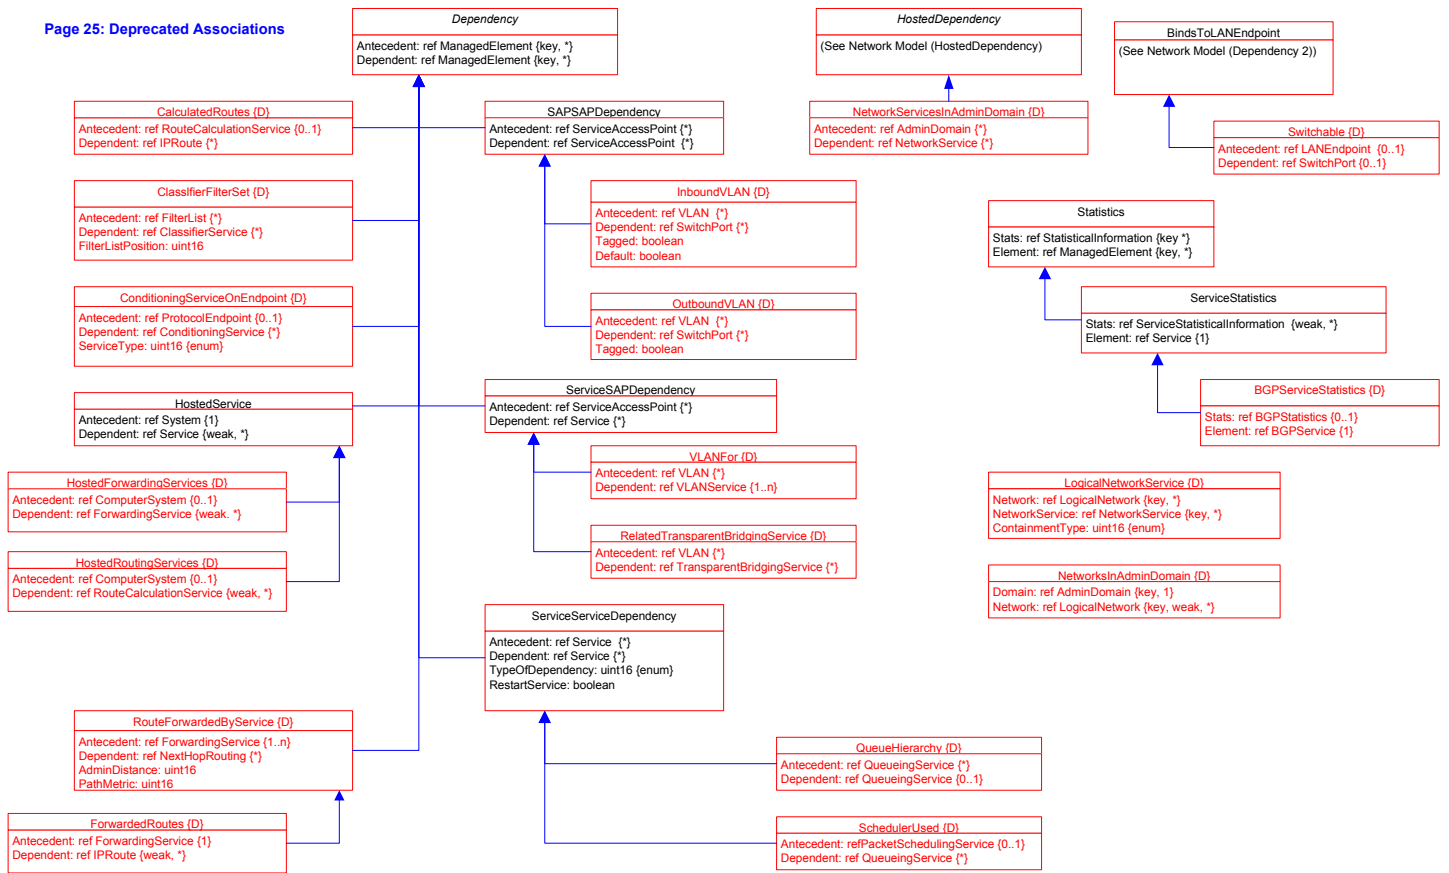 Page 25: Deprecated Associations
Dependency
Antecedent: ref ManagedElement {key, *}
Dependent: ref ManagedElement {key, *}
HostedDependency
(See Network Model (HostedDependency)
BindsToLANEndpoint
(See Network Model (Dependency 2))
CalculatedRoutes {D}
Antecedent: ref RouteCalculationService {0..1}
Dependent: ref IPRoute {*}
SAPSAPDependency
Antecedent: ref ServiceAccessPoint {*}
Dependent: ref ServiceAccessPoint  {*}
NetworkServicesInAdminDomain {D}
Antecedent: ref AdminDomain {*}
Dependent: ref NetworkService {*}
Switchable {D}
Antecedent: ref LANEndpoint  {0..1}
Dependent: ref SwitchPort {0..1}
ClassIfierFilterSet {D}
Antecedent: ref FilterList {*}
Dependent: ref ClassifierService {*}
FilterListPosition: uint16
InboundVLAN {D}
Antecedent: ref VLAN  {*}
Dependent: ref SwitchPort {*}
Tagged: boolean
Default: boolean
Statistics
Stats: ref StatisticalInformation {key *}
Element: ref ManagedElement {key, *}
ConditioningServiceOnEndpoint {D}
Antecedent: ref ProtocolEndpoint {0..1}
Dependent: ref ConditioningService {*}
ServiceType: uint16 {enum}
OutboundVLAN {D}
Antecedent: ref VLAN  {*}
Dependent: ref SwitchPort {*}
Tagged: boolean
ServiceStatistics
Stats: ref ServiceStatisticalInformation  {weak, *}
Element: ref Service {1}
HostedService
Antecedent: ref System {1}
Dependent: ref Service {weak, *}
ServiceSAPDependency
Antecedent: ref ServiceAccessPoint {*}
Dependent: ref Service {*}
BGPServiceStatistics {D}
Stats: ref BGPStatistics {0..1}
Element: ref BGPService {1}
HostedForwardingServices {D}
Antecedent: ref ComputerSystem {0..1}
Dependent: ref ForwardingService {weak. *}
VLANFor {D}
Antecedent: ref VLAN {*}
Dependent: ref VLANService {1..n}
LogicalNetworkService {D}
Network: ref LogicalNetwork {key, *}
NetworkService: ref NetworkService {key, *}
ContainmentType: uint16 {enum}
HostedRoutingServices {D}
Antecedent: ref ComputerSystem {0..1}
Dependent: ref RouteCalculationService {weak, *}
RelatedTransparentBridgingService {D}
Antecedent: ref VLAN {*}
Dependent: ref TransparentBridgingService {*}
NetworksInAdminDomain {D}
Domain: ref AdminDomain {key, 1}
Network: ref LogicalNetwork {key, weak, *}
ServiceServiceDependency
Antecedent: ref Service  {*}
Dependent: ref Service {*}
TypeOfDependency: uint16 {enum}
RestartService: boolean
RouteForwardedByService {D}
Antecedent: ref ForwardingService {1..n}
Dependent: ref NextHopRouting {*}
AdminDistance: uint16
PathMetric: uint16
QueueHierarchy {D}
Antecedent: ref QueueingService {*}
Dependent: ref QueueingService {0..1}
ForwardedRoutes {D}
Antecedent: ref ForwardingService {1}
Dependent: ref IPRoute {weak, *}
SchedulerUsed {D}
Antecedent: refPacketSchedulingService {0..1}
Dependent: ref QueueingService {*}